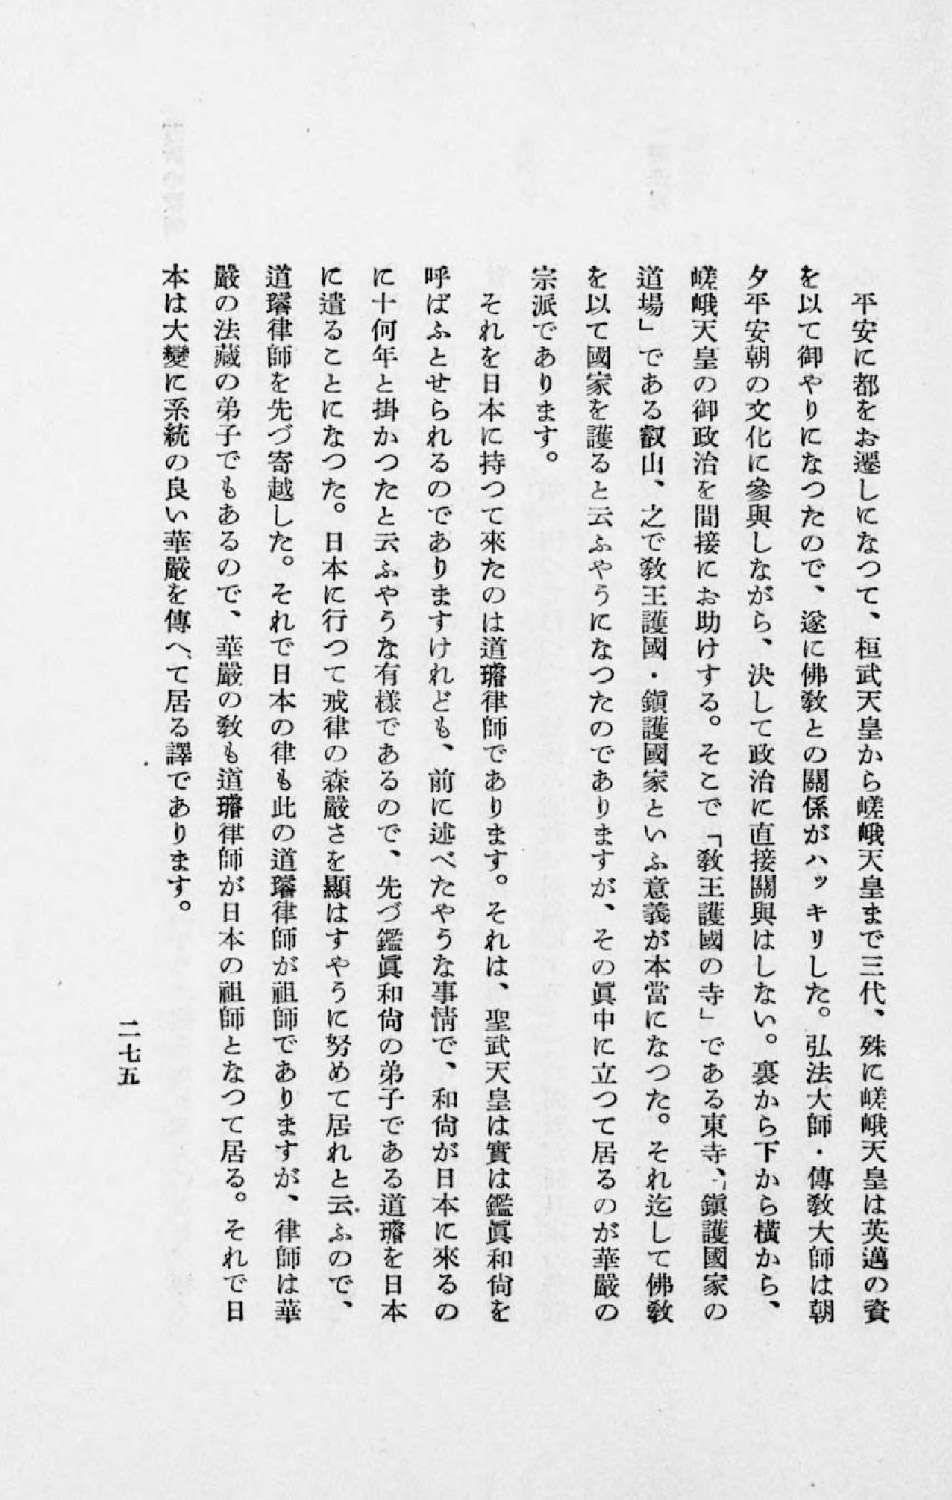 平安に都をお遷しになつて、桓武天皇から嵯峨天皇まで三代、殊に嵯峨天皇は英邁の資
を以て御やりになつたので、遂に佛敎との關係がハッキリした。弘法大師・傳敎大師は朝
夕平安朝の文化に參與しながら、決して政治に直接關與はしない。裏から下から橫から、
嵯峨天皇の御政治を間接にお助けする。そこで「敎王護國の寺」である東寺、「鎭護國家の
道場」である叡山、之で敎王護國・鎭護國家といふ意義が本當になつた。それ迄して佛敎
を以て國家を護ると云ふやうになつたのでありますが、その眞中に立つて居るのが華嚴の
宗派であります。
それを日本に持つて來たのは道璿律師であります。それは、聖武天皇は實は鑑眞和尙を
呼ばふとせられるのでありますけれども、前に述べたやうな事情で、和尙が日本に來るの
に十何年と掛かつたと云ふやうな有樣であるので、先づ鑑眞和尙の弟子である道璿を日本
に遣ることになつた。日本に行つて戒律の森嚴さを顯はすやうに努めて居れと云ふので、
道璿律師を先づ寄越した。それで日本の律も此の道璿律師が祖師でありますが、律師は華
嚴の法藏の弟子でもあるので、華嚴の敎も道璿律師が日本の祖師となつて居る。それで日
本は大變に系統の良い華嚴を傳へて居る譯であります。
二七五